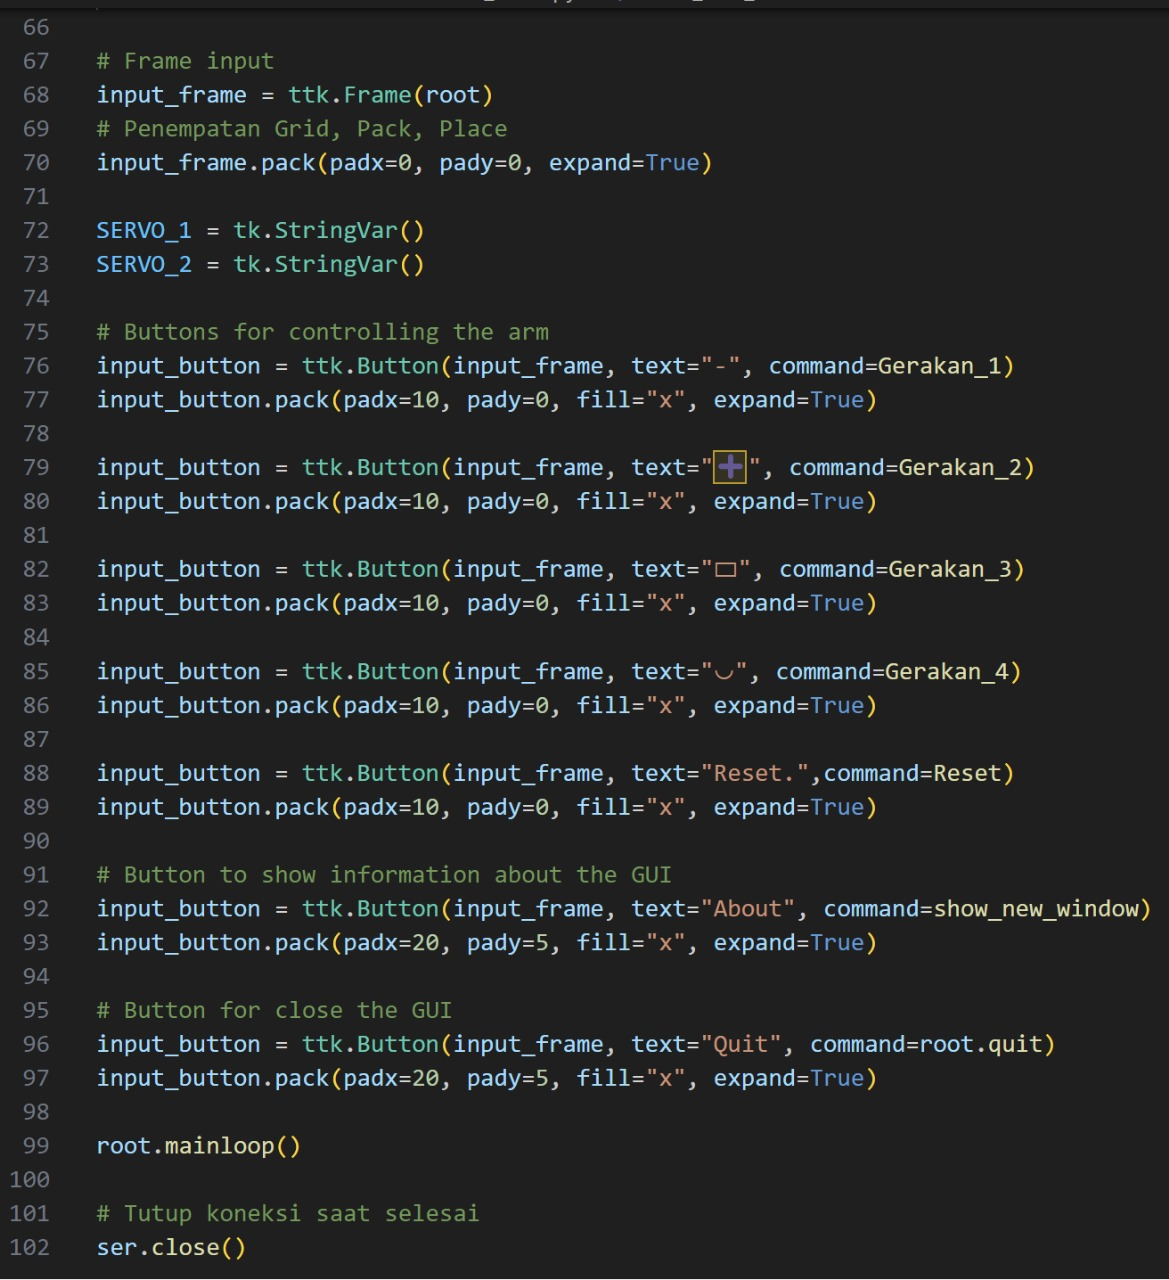 66
67 # Frame input
68 input_frame = ttk.Frame(root)
69 # Penempatan Grid, Pack, Place
70 input_frame.pack(padx=0, pady=0, expand=True)
71
72 SERVO_1 = tk.StringVar()
73 SERVO_2 = tk.StringVar()
74
75 # Buttons for controlling the arm
76 input_button = ttk.Button(input_frame, text="-", command=Gerakan_1)
77 input_button.pack(padx=10, pady=0, fill="x", expand=True)
78
79 input_button = ttk.Button(input_frame, text="➕", command=Gerakan_2)
80 input_button.pack(padx=10, pady=0, fill="x", expand=True)
81
82 input_button = ttk.Button(input_frame, text="▭", command=Gerakan_3)
83 input_button.pack(padx=10, pady=0, fill="x", expand=True)
84
85 input_button = ttk.Button(input_frame, text="◡", command=Gerakan_4)
86 input_button.pack(padx=10, pady=0, fill="x", expand=True)
87
88 input_button = ttk.Button(input_frame, text="Reset.",command=Reset)
89 input_button.pack(padx=10, pady=0, fill="x", expand=True)
90
91 # Button to show information about the GUI
92 input_button = ttk.Button(input_frame, text="About", command=show_new_window)
93 input_button.pack(padx=20, pady=5, fill="x", expand=True)
94
95 # Button for close the GUI
96 input_button = ttk.Button(input_frame, text="Quit", command=root.quit)
97 input_button.pack(padx=20, pady=5, fill="x", expand=True)
98
99 root.mainloop()
100
101 # Tutup koneksi saat selesai
102 ser.close()